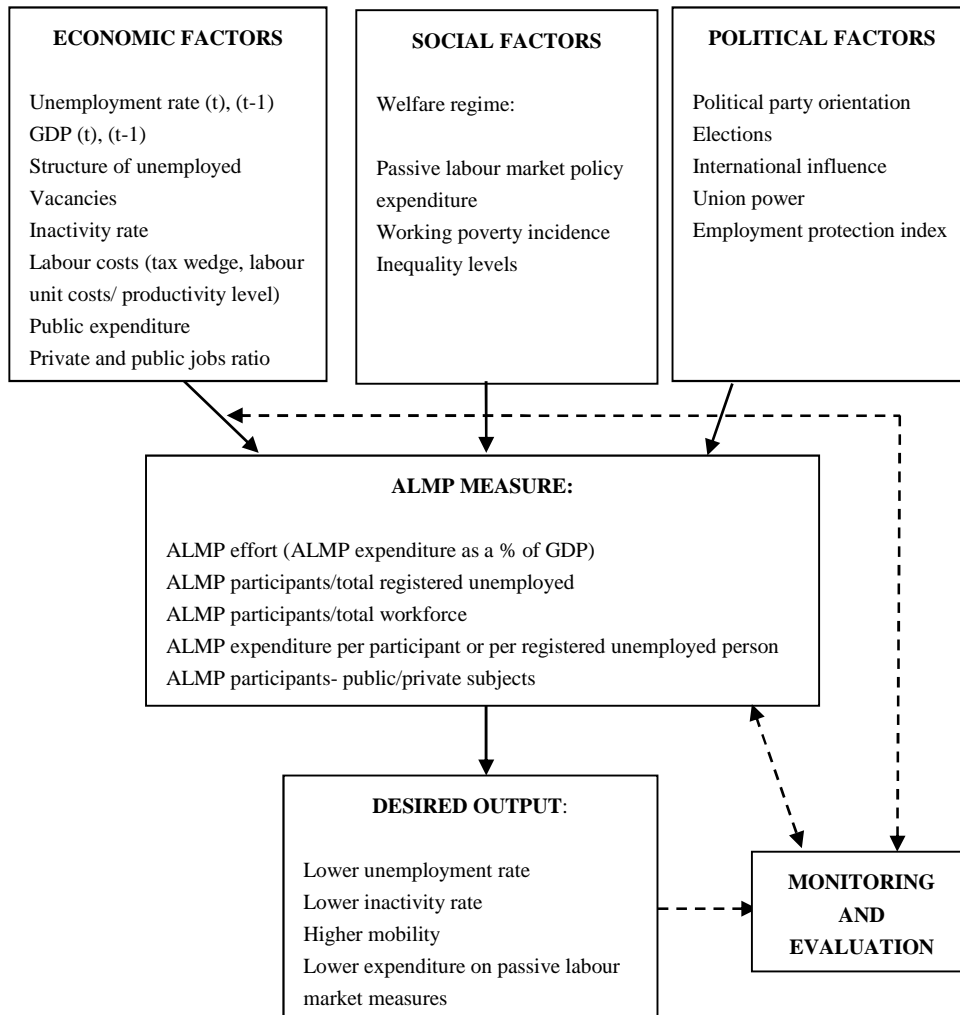 ECONOMIC FACTORS
Unemployment rate (t), (t-1)
GDP (t), (t-1)
Structure of unemployed
Vacancies
Inactivity rate
Labour costs (tax wedge, labour
unit costs/ productivity level)
Public expenditure
Private and public jobs ratio
SOCIAL FACTORS
Welfare regime:
Passive labour market policy
expenditure
Working poverty incidence
Inequality levels
POLITICAL FACTORS
Political party orientation
Elections
International influence
Union power
Employment protection index
ALMP MEASURE:
ALMP effort (ALMP expenditure as a % of GDP)
ALMP participants/total registered unemployed
ALMP participants/total workforce
ALMP expenditure per participant or per registered unemployed person
ALMP participants- public/private subjects
DESIRED OUTPUT:
Lower unemployment rate
Lower inactivity rate
Higher mobility
Lower expenditure on passive labour
market measures
MONITORING
AND
EVALUATION